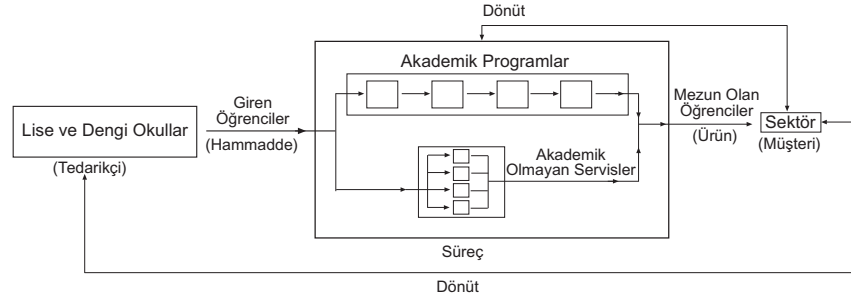 Dönüt
Akademik Programlar
Giren
Öğrenciler
(Hammadde)
Lise ve Dengi Okullar
(Tedarikçi)
Mezun Olan
Öğrenciler
(Ürün)
Sektör
(Müşteri)
Akademik
Olmayan Servisler
Süreç
Dönüt